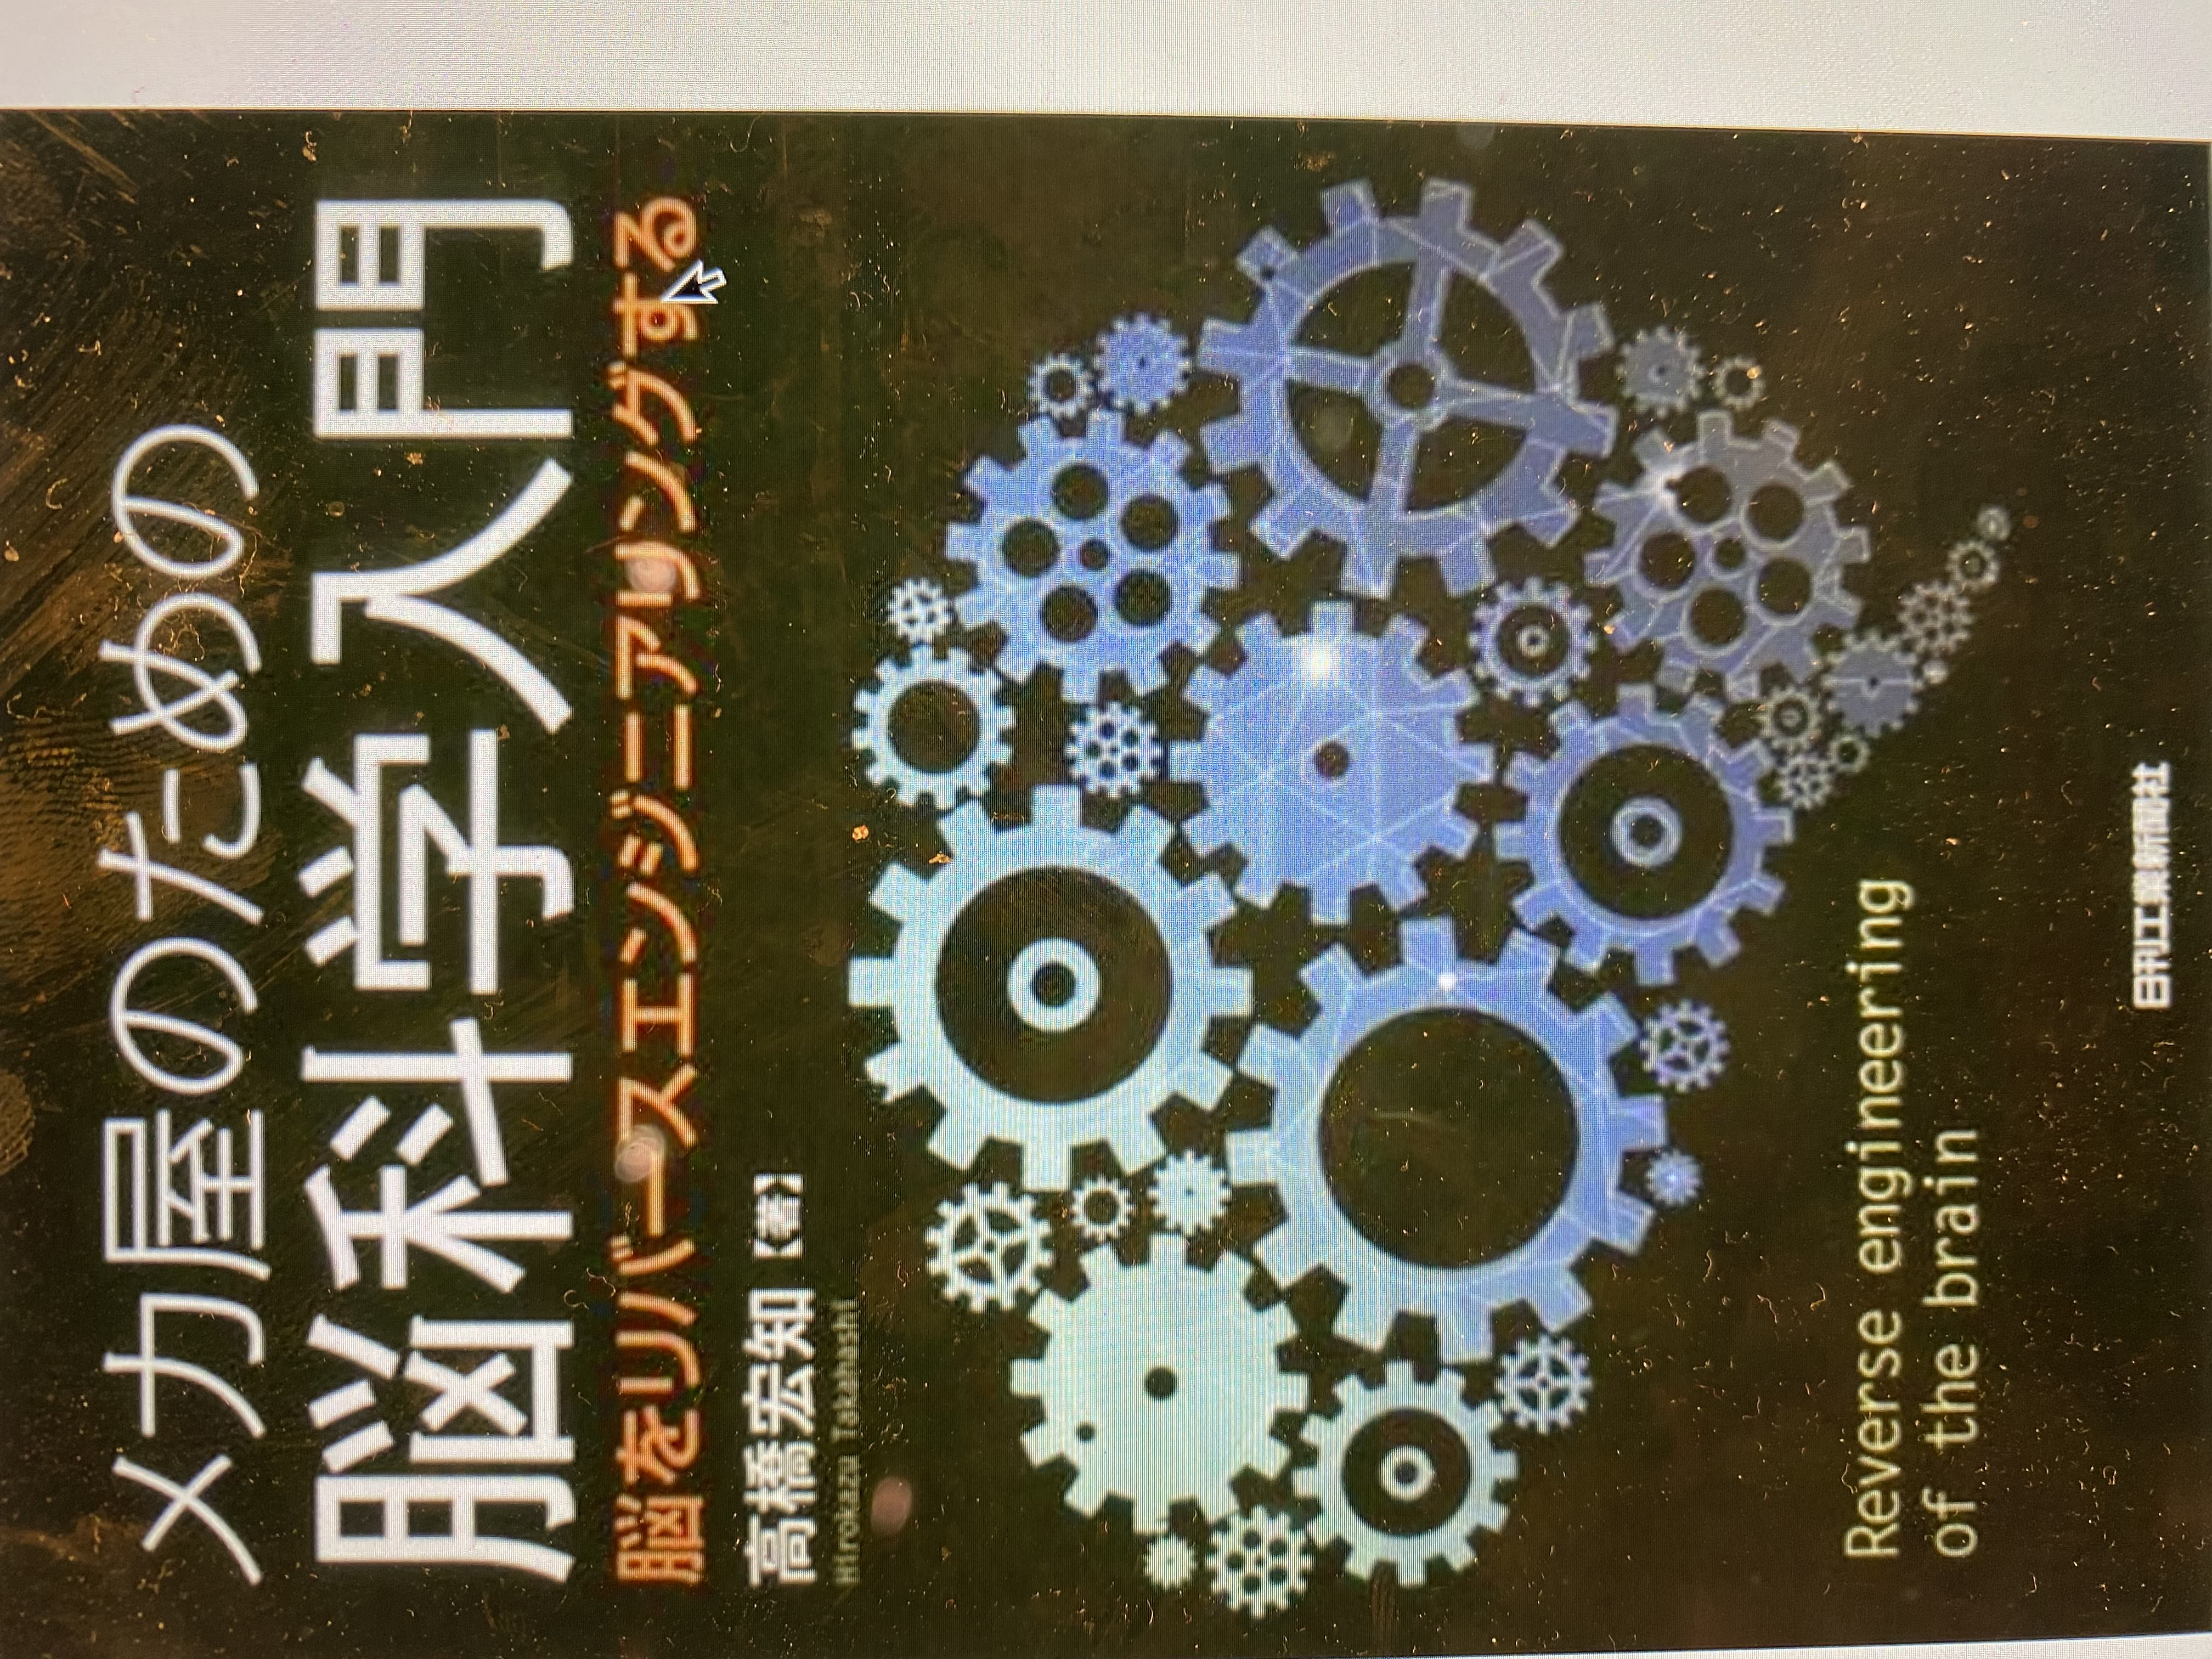 メカ屋のための
脳科学入門
脳をリバースエンジニアリングする
高橋宏知【著】
Hirokazu Takahashi
Reverse engineering
of the brain
日刊工業新聞社